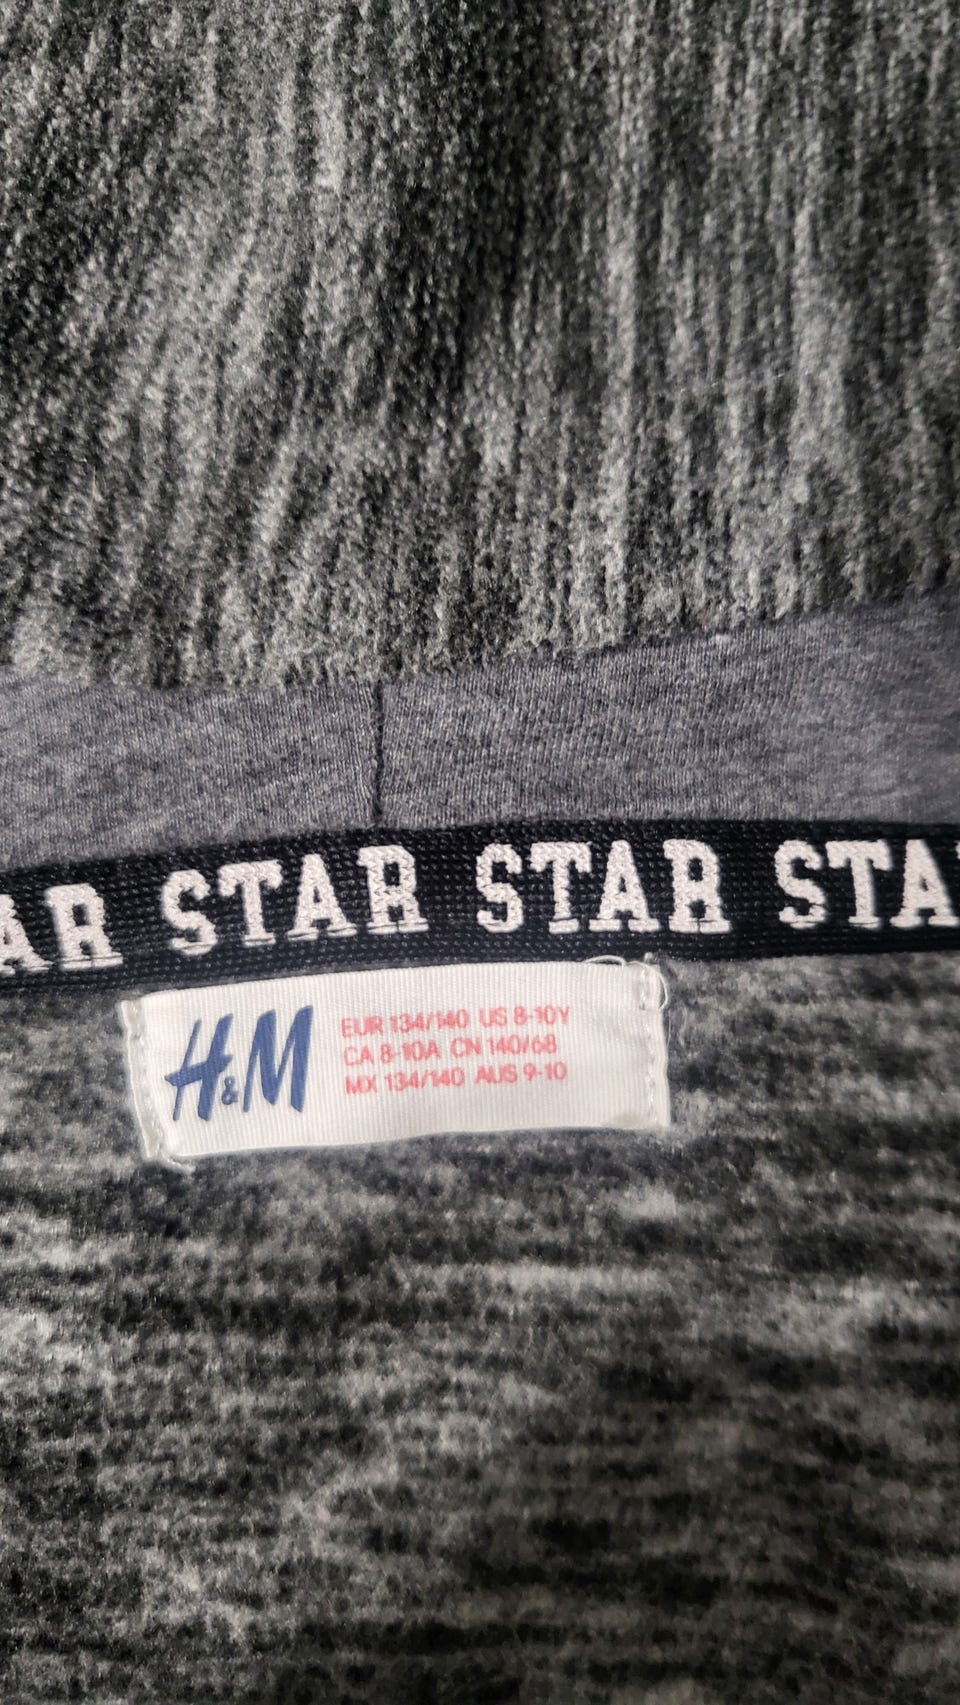 AR STAR STAR STA
H&M
EUR 134/140 US 8-10Y
CA 8-10A CN 140/68
MX 134/140 AUS 9-10